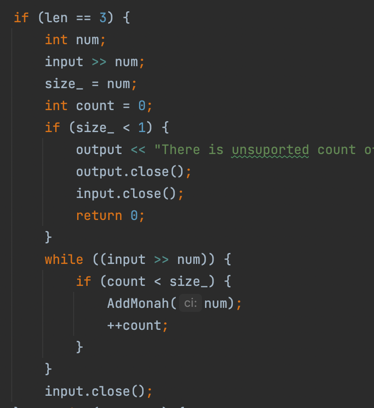 if (len == 3) {
int num;
input >> num;
size_ = num;
int count = 0;
if (size_ < 1) {
output << "There is unsuported count
output.close();
input.close();
return 0;
}
while ((input >> num)) {
if (count < size_) {
AddMonah( ci: num);
++count;
}
}
input.close();